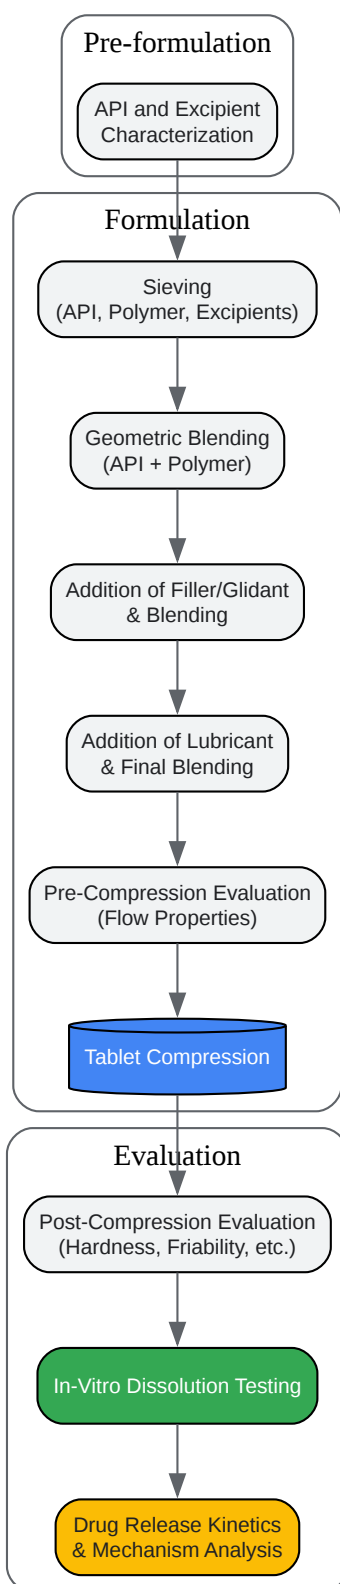 Pre-formulation
API and Excipient
Characterization
Formulation
Sieving
(API, Polymer, Excipients)
Geometric Blending
(API + Polymer)
Addition of Filler/Glidant
& Blending
Addition of Lubricant
& Final Blending
Pre-Compression Evaluation
(Flow Properties)
Tablet Compression
Evaluation
Post-Compression Evaluation
(Hardness, Friability, etc.)
In-Vitro Dissolution Testing
Drug Release Kinetics
& Mechanism Analysis